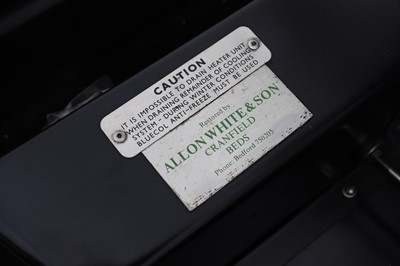 CAUTION
IT IS IMPOSSIBLE TO DRAIN HEATER UNIT
WHEN DRAINING REMAINDER OF COOLING
SYSTEM - DURING WINTER CONDITIONS
BLUECOL ANTI-FREEZE MUST BE USED
Restored by
ALLON WHITE & SON
CRANFIELD
BEDS
Phone: Bedford 750205